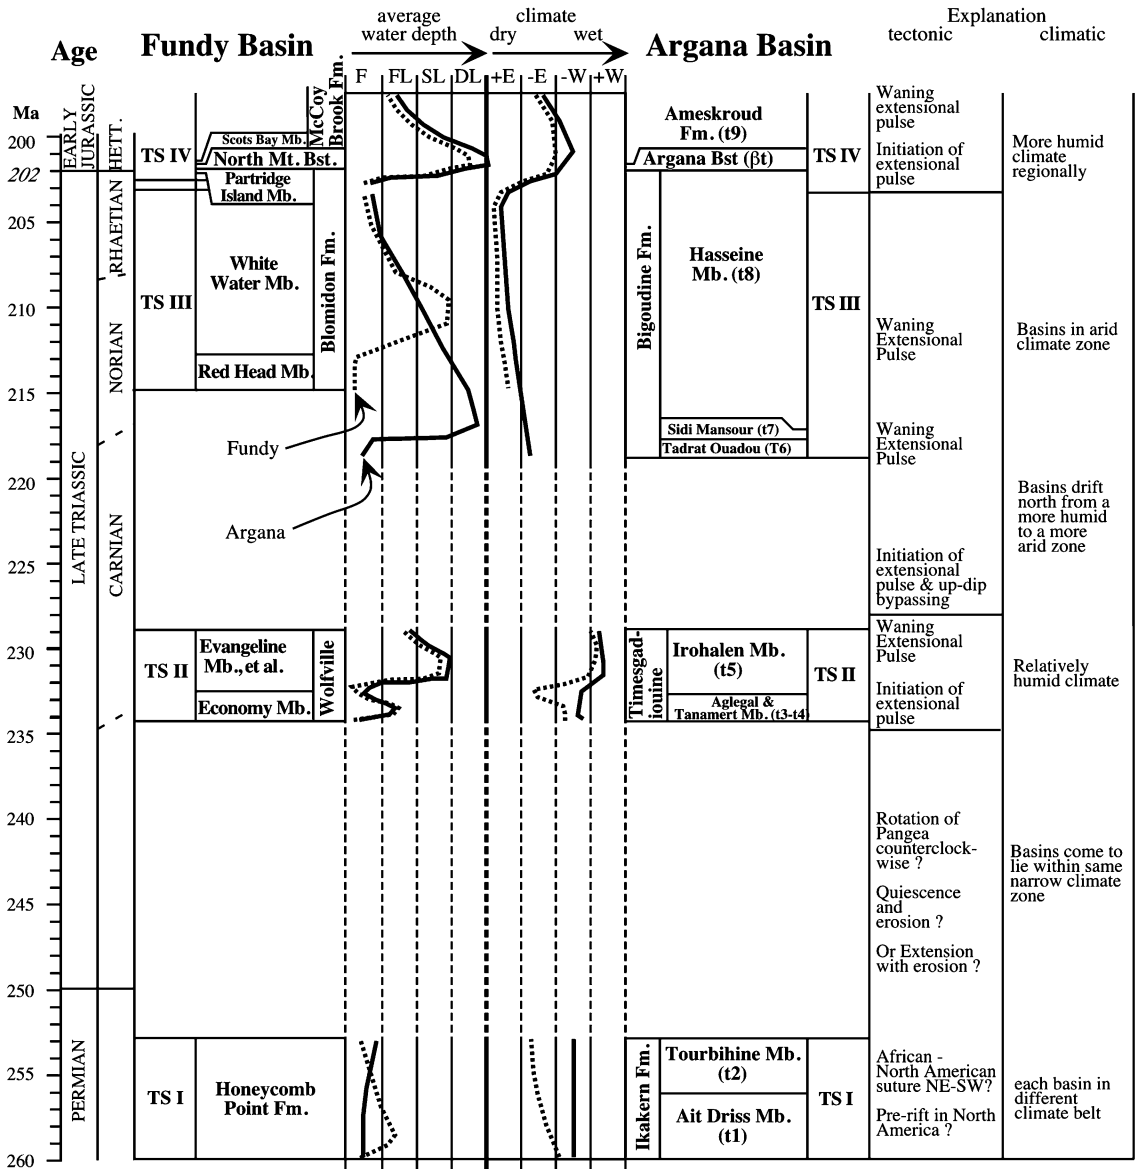 average
climate
Explanation
Age
Fundy Basin
water depth
dry
wet
Argana Basin
tectonic
climatic
F
FL
SL
DL
+E
-E
-W
+W
Ma
200
202
205
210
215
220
225
230
235
240
245
250
255
260
EARLY
JURASSIC
HETT.
RHAETIAN
NORIAN
LATE TRIASSIC
CARNIAN
PERMIAN
TS IV
Scots Bay Mb.
McCoy
Brook Fm.
North Mt. Bst.
Partridge
Island Mb.
White
Water Mb.
TS III
Blomidon Fm.
Red Head Mb.
Fundy
Argana
TS II
Evangeline
Mb., et al.
Wolfville
Economy Mb.
TS I
Honeycomb
Point Fm.
Ameskroud
Fm. (t9)
Argana Bst (βt)
TS IV
Bigoudine Fm.
Hasseine
Mb. (t8)
TS III
Sidi Mansour (t7)
Tadrat Ouadou (T6)
Timesgad-
iouine
Irohalen Mb.
(t5)
TS II
Aglegal &
Tanamert Mb. (t3-t4)
Ikakern Fm.
Tourbihine Mb.
(t2)
TS I
Ait Driss Mb.
(t1)
Waning
extensional
pulse
Initiation of
extensional
pulse
Waning
Extensional
Pulse
Waning
Extensional
Pulse
Initiation of
extensional
pulse & up-dip
bypassing
Waning
Extensional
Pulse
Initiation of
extensional
pulse
Rotation of
Pangea
counterclock-
wise ?
Quiescence
and
erosion ?
Or Extension
with erosion ?
African -
North American
suture NE-SW?
Pre-rift in North
America ?
More humid
climate
regionally
Basins in arid
climate zone
Basins drift
north from a
more humid
to a more
arid zone
Relatively
humid climate
Basins come to
lie within same
narrow climate
zone
each basin in
different
climate belt